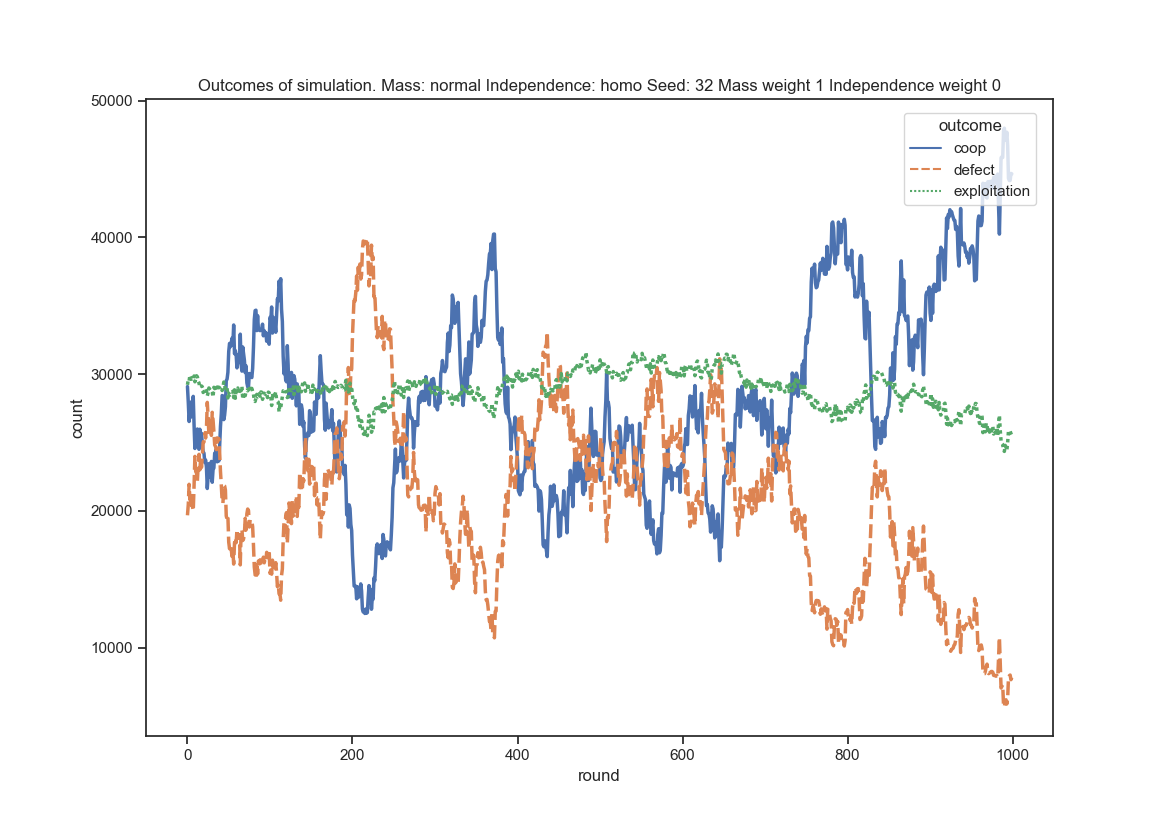 Outcomes of simulation. Mass: normal Independence: homo Seed: 32 Mass weight 1 Independence weight 0
50000
40000
30000
20000
10000
count
outcome
coop
defect
exploitation
0
200
400
600
800
1000
round